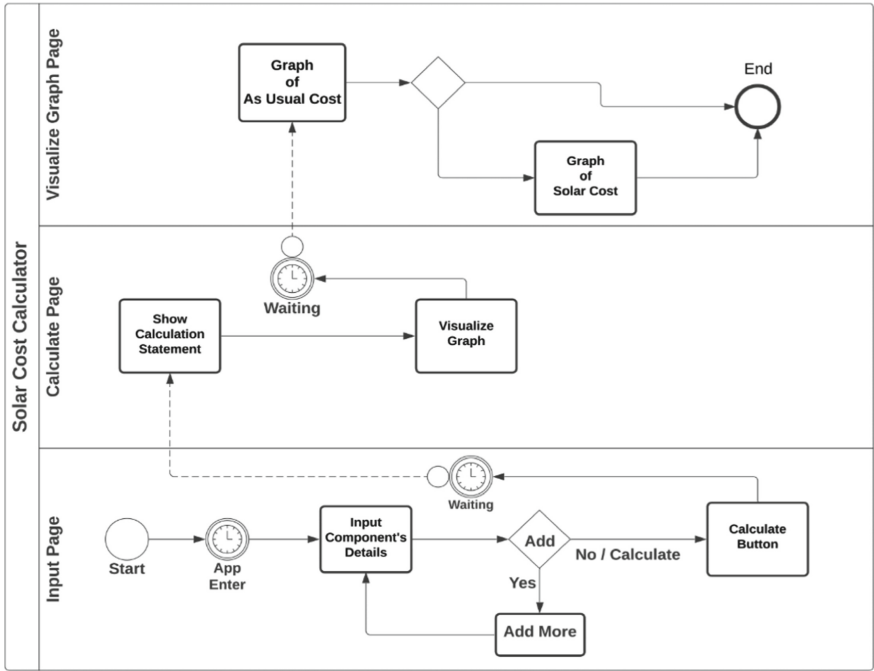 Solar Cost Calculator
Visualize Graph Page
Graph
of
As Usual Cost
End
Graph
of
Solar Cost
Calculate Page
Waiting
Show
Calculation
Statement
Visualize
Graph
Input Page
Waiting
Start
App
Enter
Input
Component's
Details
Add
No / Calculate
Calculate
Button
Yes
Add More